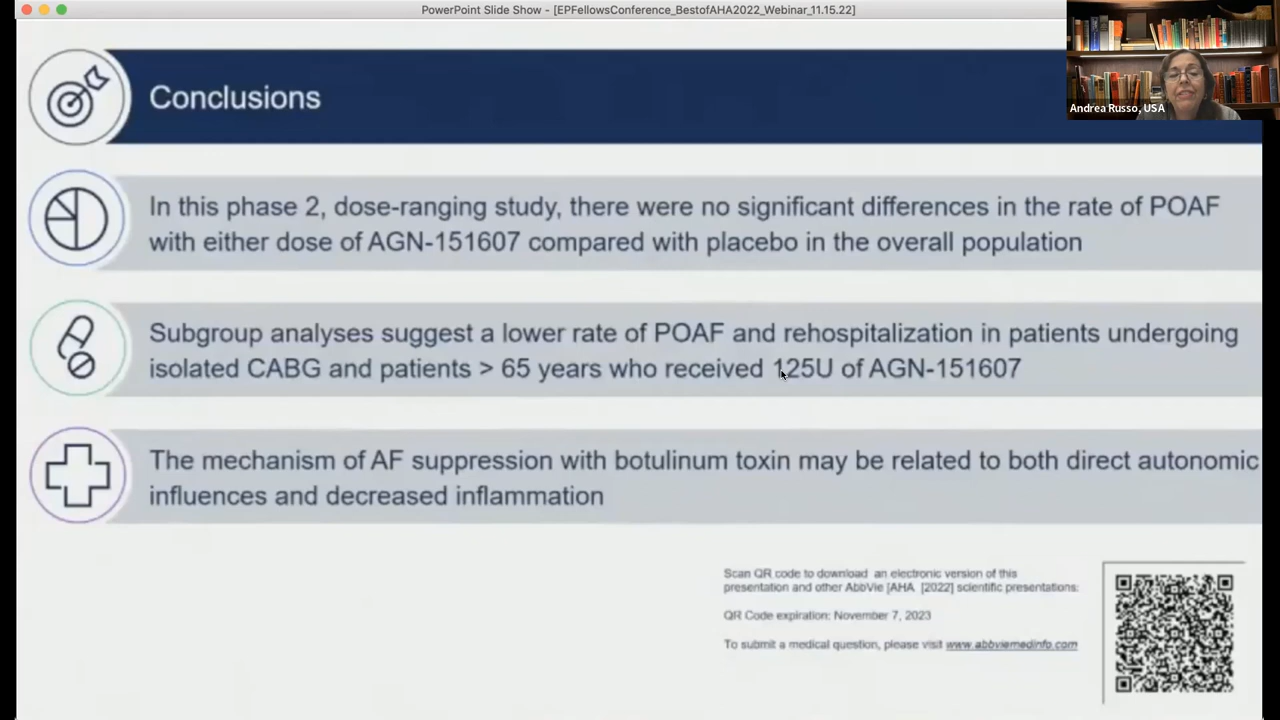 PowerPoint Slide Show - [EPFellowsConference_BestofAHA2022_Webinar_11.15.22]
Andrea Russo, USA
Conclusions
In this phase 2, dose-ranging study, there were no significant differences in the rate of POAF
with either dose of AGN-151607 compared with placebo in the overall population
Subgroup analyses suggest a lower rate of POAF and rehospitalization in patients undergoing
isolated CABG and patients > 65 years who received 125U of AGN-151607
The mechanism of AF suppression with botulinum toxin may be related to both direct autonomic
influences and decreased inflammation
Scan QR code to download an electronic version of this
presentation and other AbbVie [AHA [2022] scientific presentations:
QR Code expiration: November 7, 2023
To submit a medical question, please visit www.abbviemedinfo.com